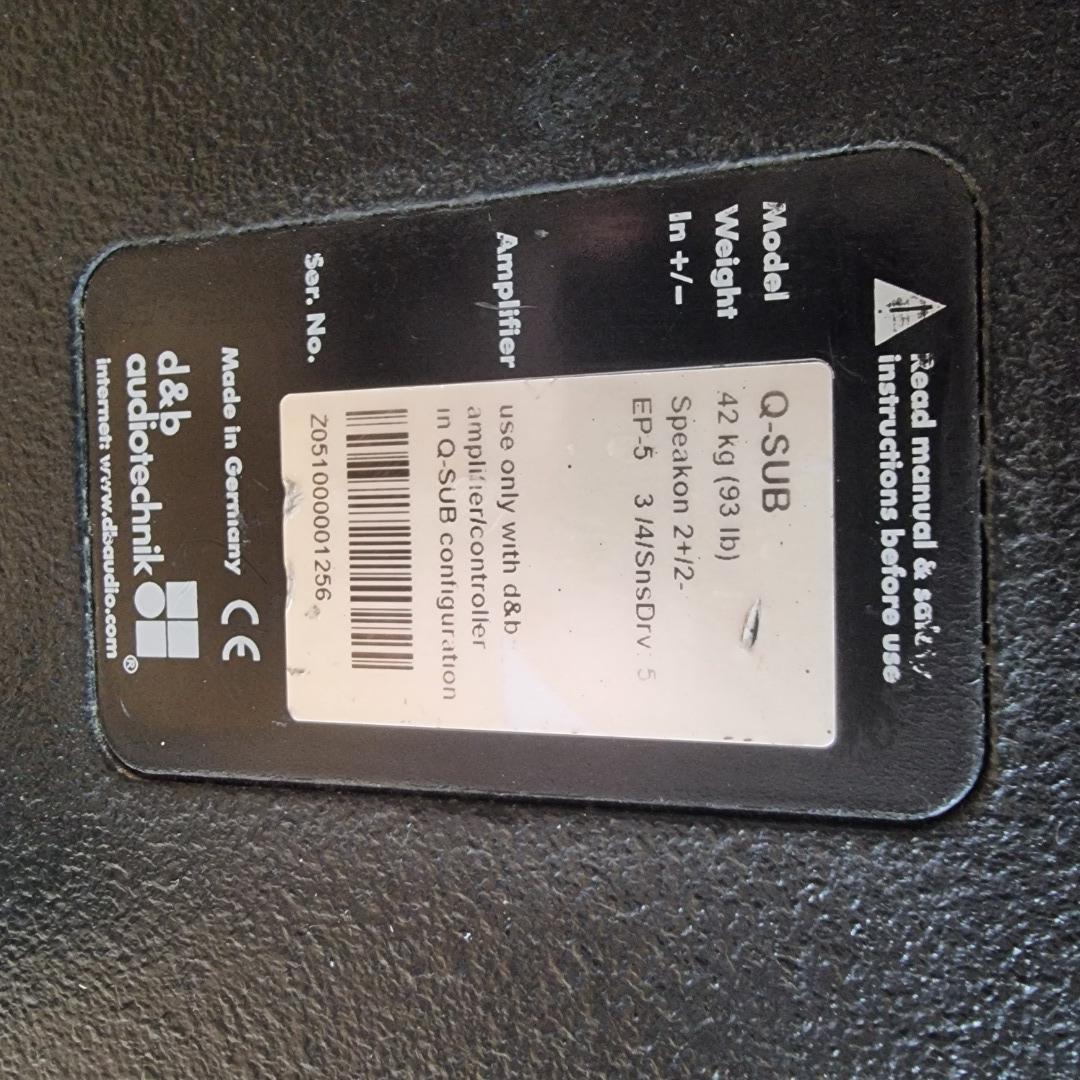 Read manual & safety
instructions before use
Model Q-SUB
Weight 42 kg (93 lb)
In +/– Speakon 2+/2-
EP-5 3 /4/SnsDrv 5
Amplifier use only with d&b
amplifier/controller
in Q-SUB configuration
Ser. No. Z0510000001256
Made in Germany CE
d&b
audiotechnik
internet: www.dbaudio.com ®